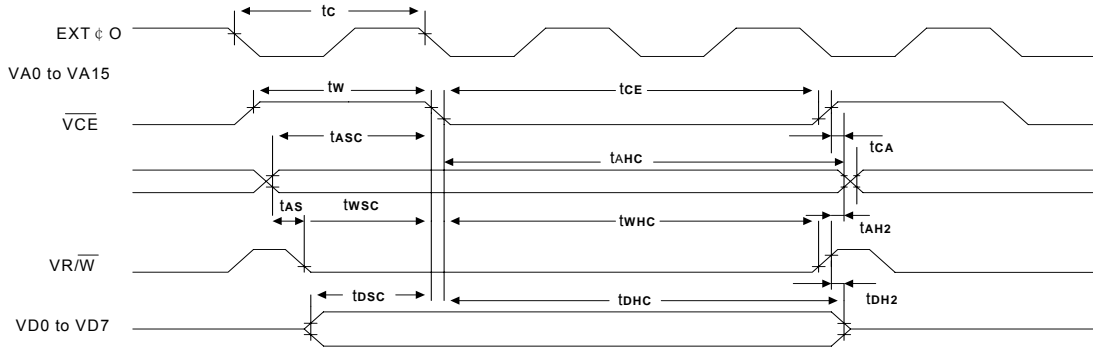 tC
EXT ¢ O
VA0 to VA15
tW
tCE
VCE
tASC
tCA
tAHC
tAS
tWSC
tWHC
tAH2
VR/W
tDSC
tDHC
tDH2
VD0 to VD7